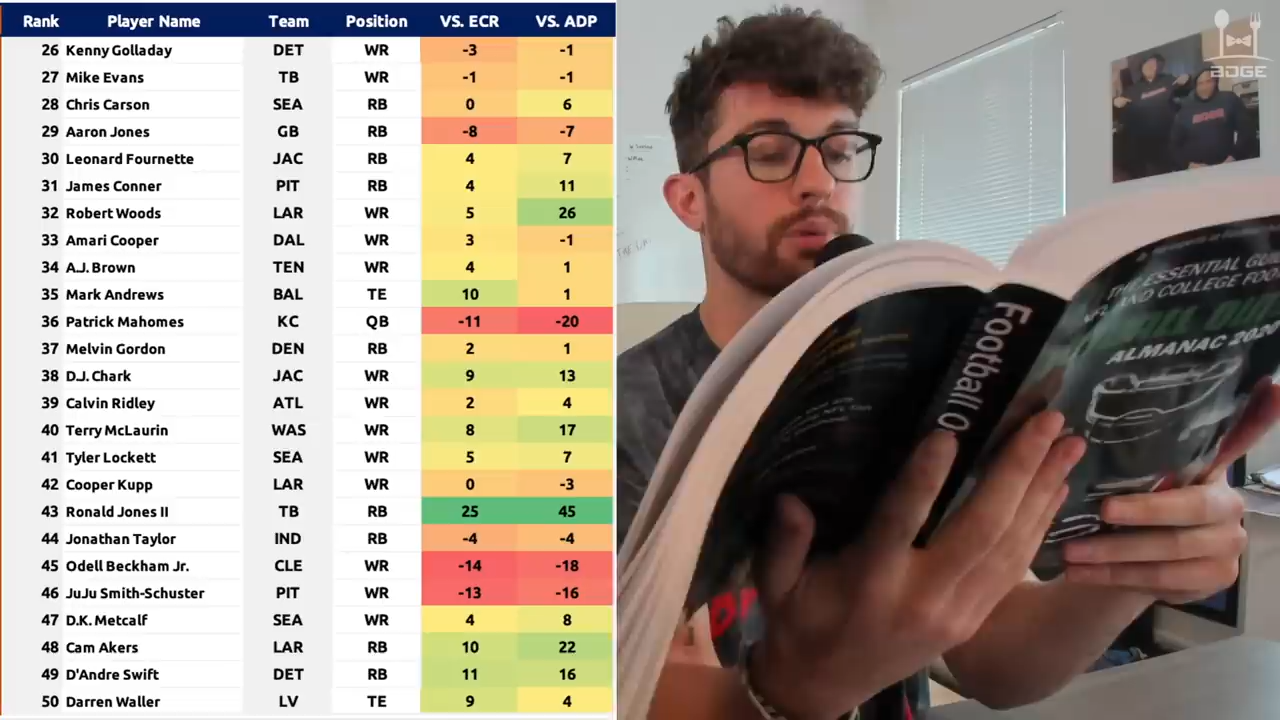 Rank Player Name Team Position VS. ECR VS. ADP
26 Kenny Golladay DET WR -3 -1
27 Mike Evans TB WR -1 -1
28 Chris Carson SEA RB 0 6
29 Aaron Jones GB RB -8 -7
30 Leonard Fournette JAC RB 4 7
31 James Conner PIT RB 4 11
32 Robert Woods LAR WR 5 26
33 Amari Cooper DAL WR 3 -1
34 A.J. Brown TEN WR 4 1
35 Mark Andrews BAL TE 10 1
36 Patrick Mahomes KC QB -11 -20
37 Melvin Gordon DEN RB 2 1
38 D.J. Chark JAC WR 9 13
39 Calvin Ridley ATL WR 2 4
40 Terry McLaurin WAS WR 8 17
41 Tyler Lockett SEA WR 5 7
42 Cooper Kupp LAR WR 0 -3
43 Ronald Jones II TB RB 25 45
44 Jonathan Taylor IND RB -4 -4
45 Odell Beckham Jr. CLE WR -14 -18
46 JuJu Smith-Schuster PIT WR -13 -16
47 D.K. Metcalf SEA WR 4 8
48 Cam Akers LAR RB 10 22
49 D'Andre Swift DET RB 11 16
50 Darren Waller LV TE 9 4
BDGE
Football O
THE ESSENTIAL
AND COLLEGE
ALMANAC 2020